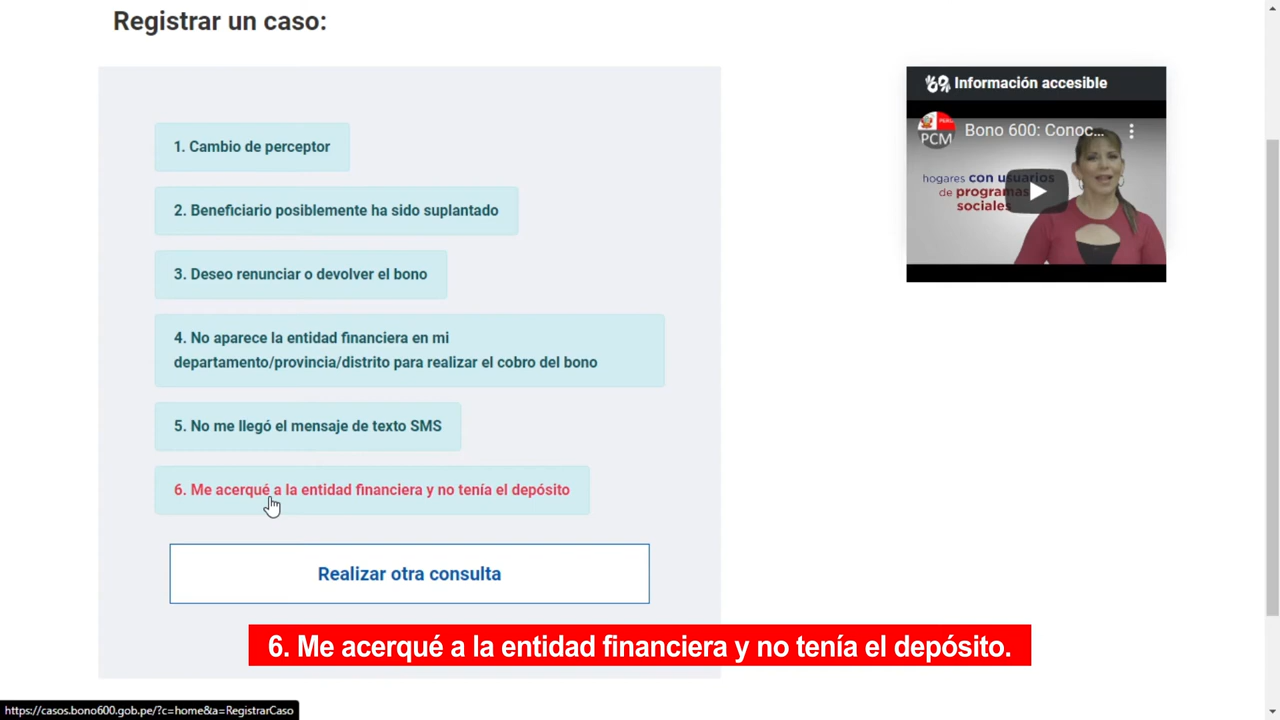 Registrar un caso:
1. Cambio de perceptor
2. Beneficiario posiblemente ha sido suplantado
3. Deseo renunciar o devolver el bono
4. No aparece la entidad financiera en mi
departamento/provincia/distrito para realizar el cobro del bono
5. No me llegó el mensaje de texto SMS
6. Me acerqué a la entidad financiera y no tenía el depósito
Realizar otra consulta
Información accesible
PERÚ
PCM
Bono 600: Conoc...
hogares con usuarios
de programas
sociales
6. Me acerqué a la entidad financiera y no tenía el depósito.
https://casos.bono600.gob.pe/?c=home&a=RegistrarCaso